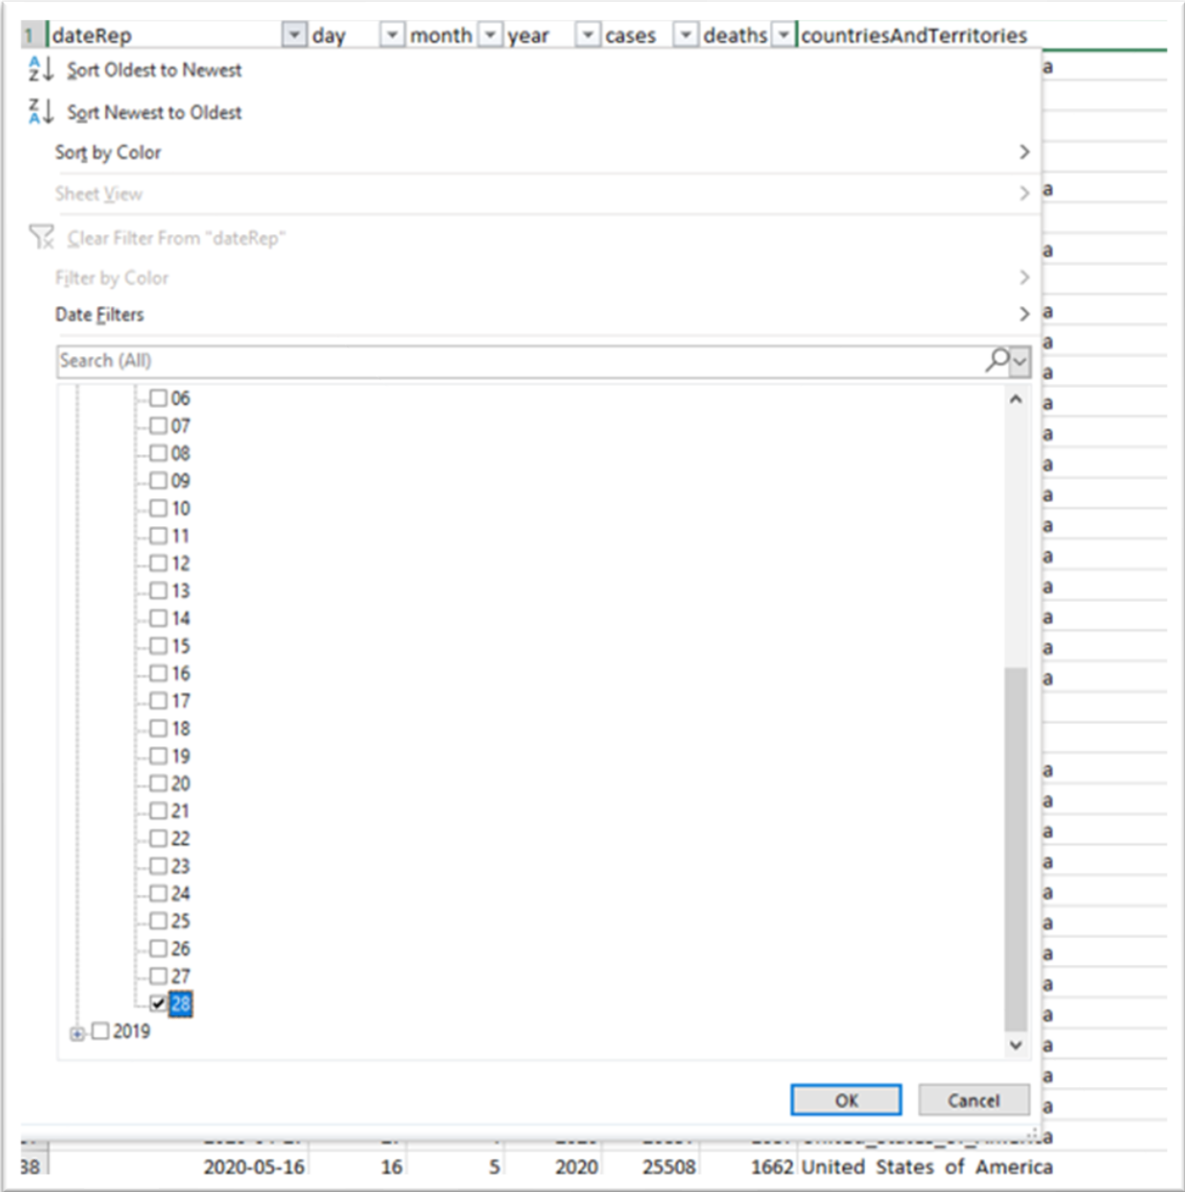 1 dateRep day month year cases deaths countriesAndTerritories
A Z Sort Oldest to Newest a
Z A Sort Newest to Oldest
Sort by Color
Sheet View a
Clear Filter From "dateRep" a
Filter by Color
Date Filters a
a
Search (All) a
06 a
07 a
08 a
09 a
10 a
11 a
12 a
13 a
14 a
15 a
16 a
17
18
19 a
20 a
21 a
22 a
23 a
24 a
25 a
26 a
27 a
28 a
2019 a
a
OK Cancel a
a
38 2020-05-16 16 5 2020 25508 1662 United States of America